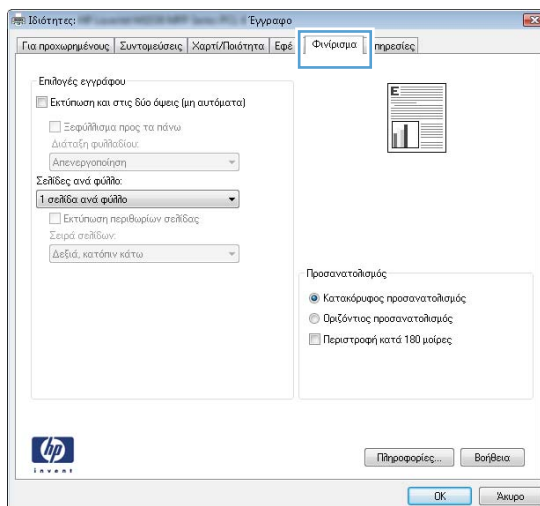 Ιδιότητες: Έγγραφο
Για προχωρημένους Συντομεύσεις Χαρτί/Ποιότητα Εφέ Φινίρισμα πηρεσίες
Επιλογές εγγράφου
Εκτύπωση και στις δύο όψεις (μη αυτόματα)
Ξεφύλλισμα προς τα πάνω
Διάταξη φυλλαδίου:
Απενεργοποίηση
Σελίδες ανά φύλλο:
1 σελίδα ανά φύλλο
Εκτύπωση περιθωρίων σελίδας
Σειρά σελίδων:
Δεξιά, κατόπιν κάτω
E
Προσανατολισμός
Κατακόρυφος προσανατολισμός
Οριζόντιος προσανατολισμός
Περιστροφή κατά 180 μοίρες
hp
invent
Πληροφορίες... Βοήθεια
OK Άκυρο